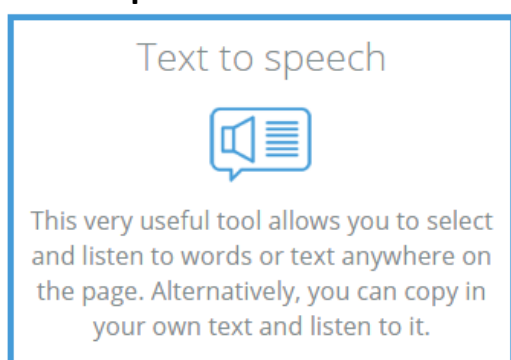 Text to speech
This very useful tool allows you to select
and listen to words or text anywhere on
the page. Alternatively, you can copy in
your own text and listen to it.